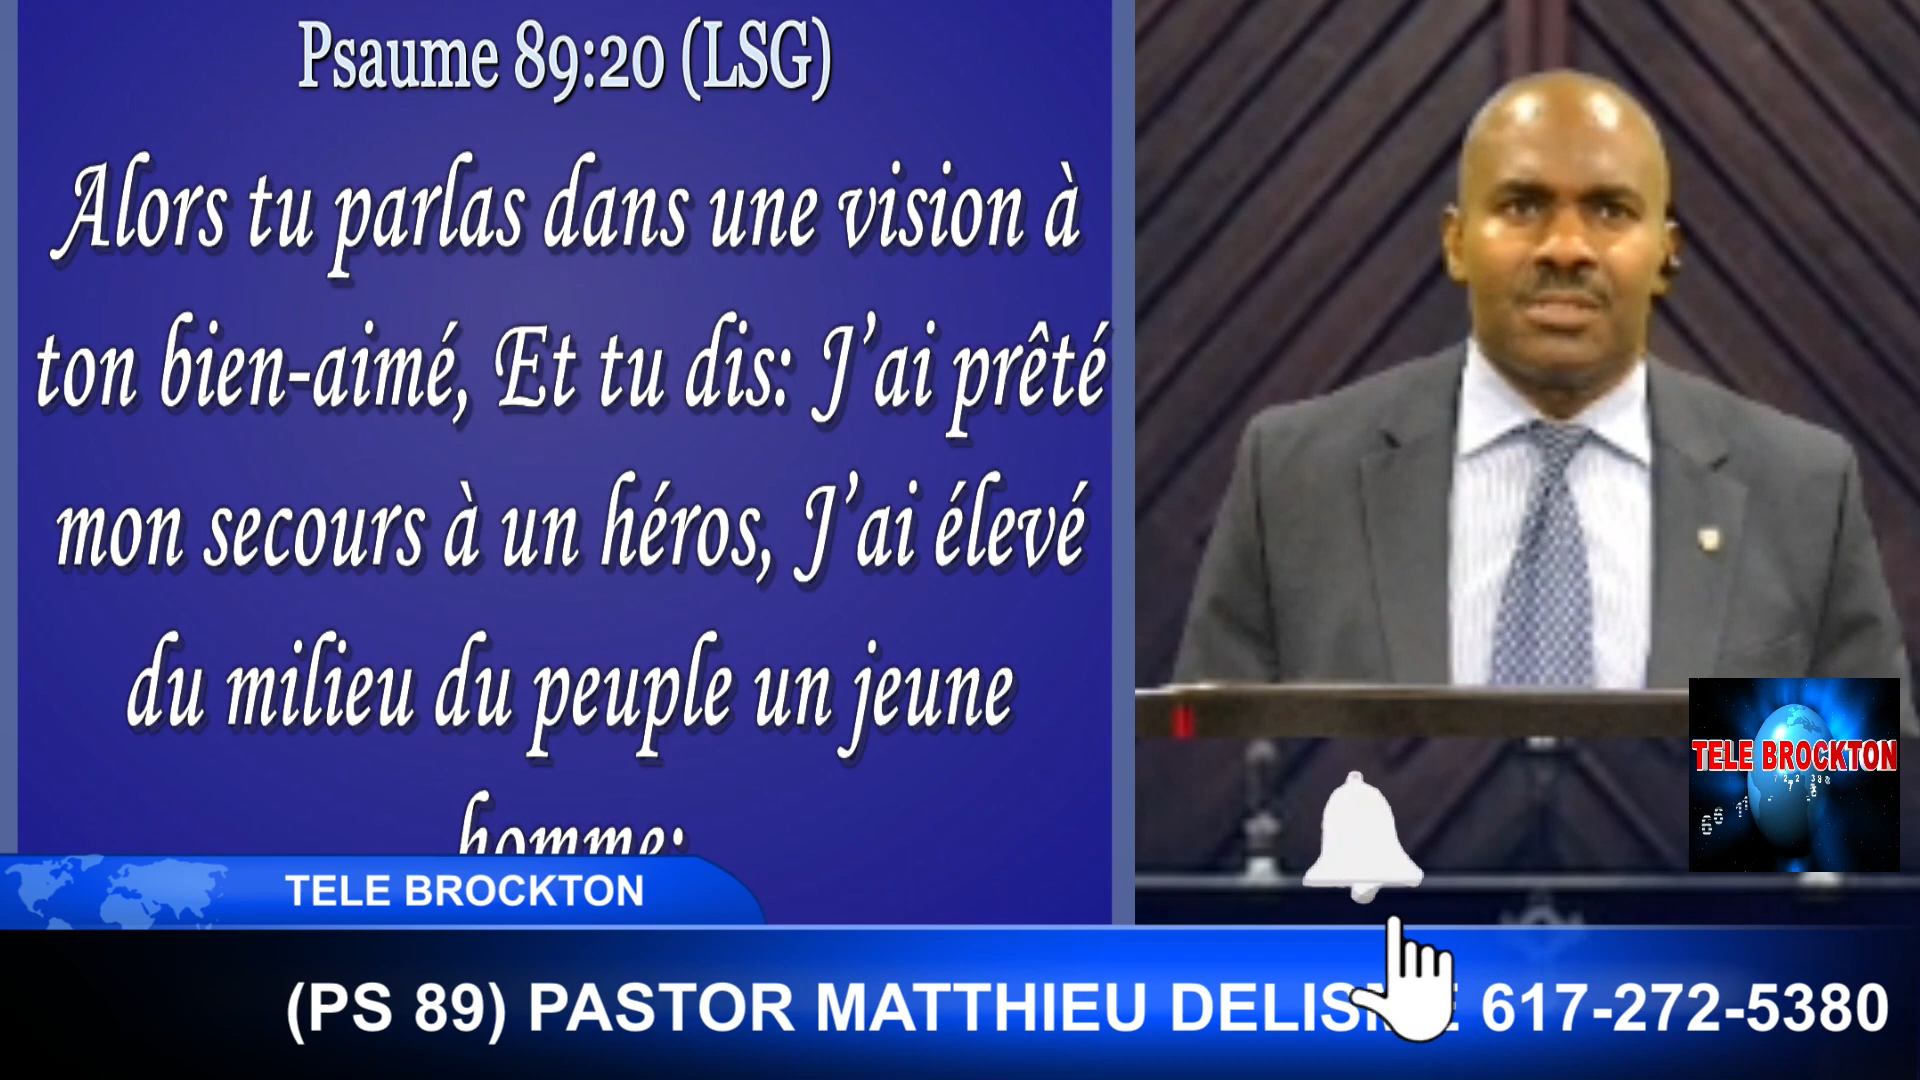 Psaume 89:20 (LSG)
Alors tu parlas dans une vision à
ton bien-aimé, Et tu dis: J'ai prêté
mon secours à un héros, J'ai élevé
du milieu du peuple un jeune
homme;
TELE BROCKTON
TELE BROCKTON
(PS 89) PASTOR MATTHIEU 617-272-5380